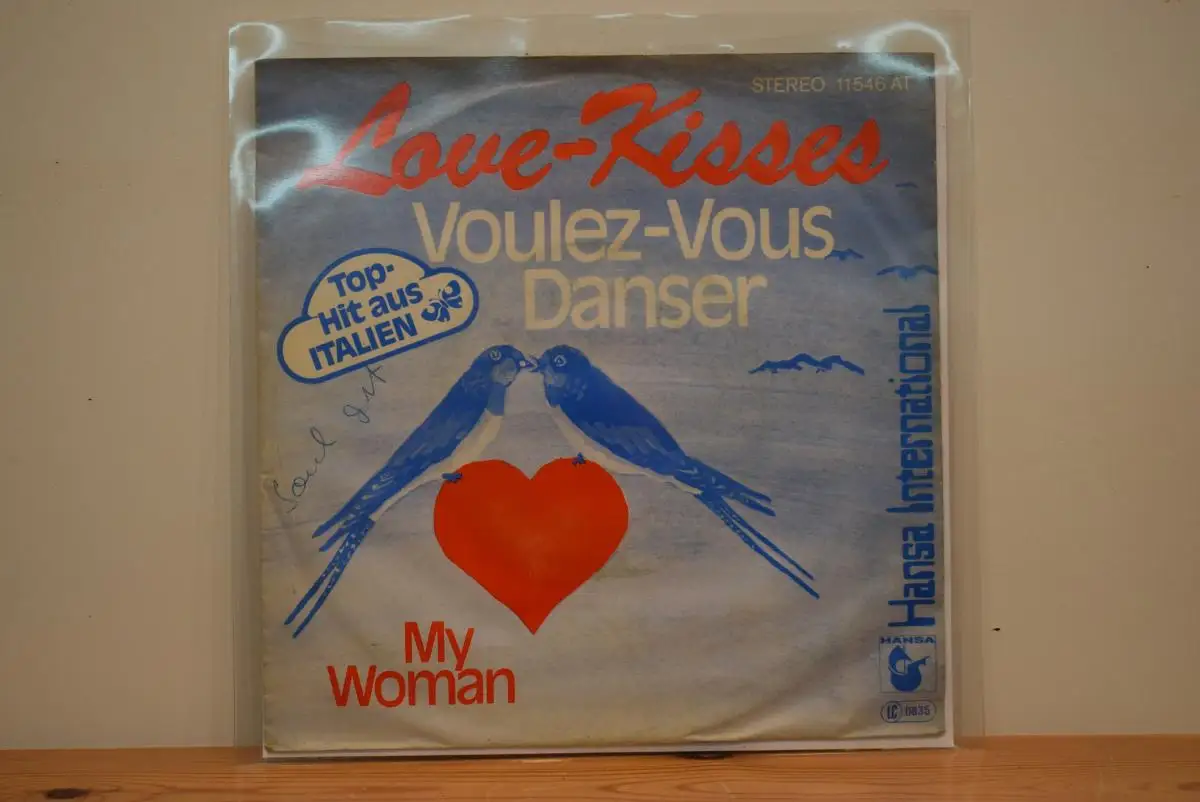 STEREO 11546 AT
Love-Kisses
Voulez-Vous
Danser
Top-
Hit aus
ITALIEN
Soul
My
Woman
Hansa International
HANSA
LC 0835